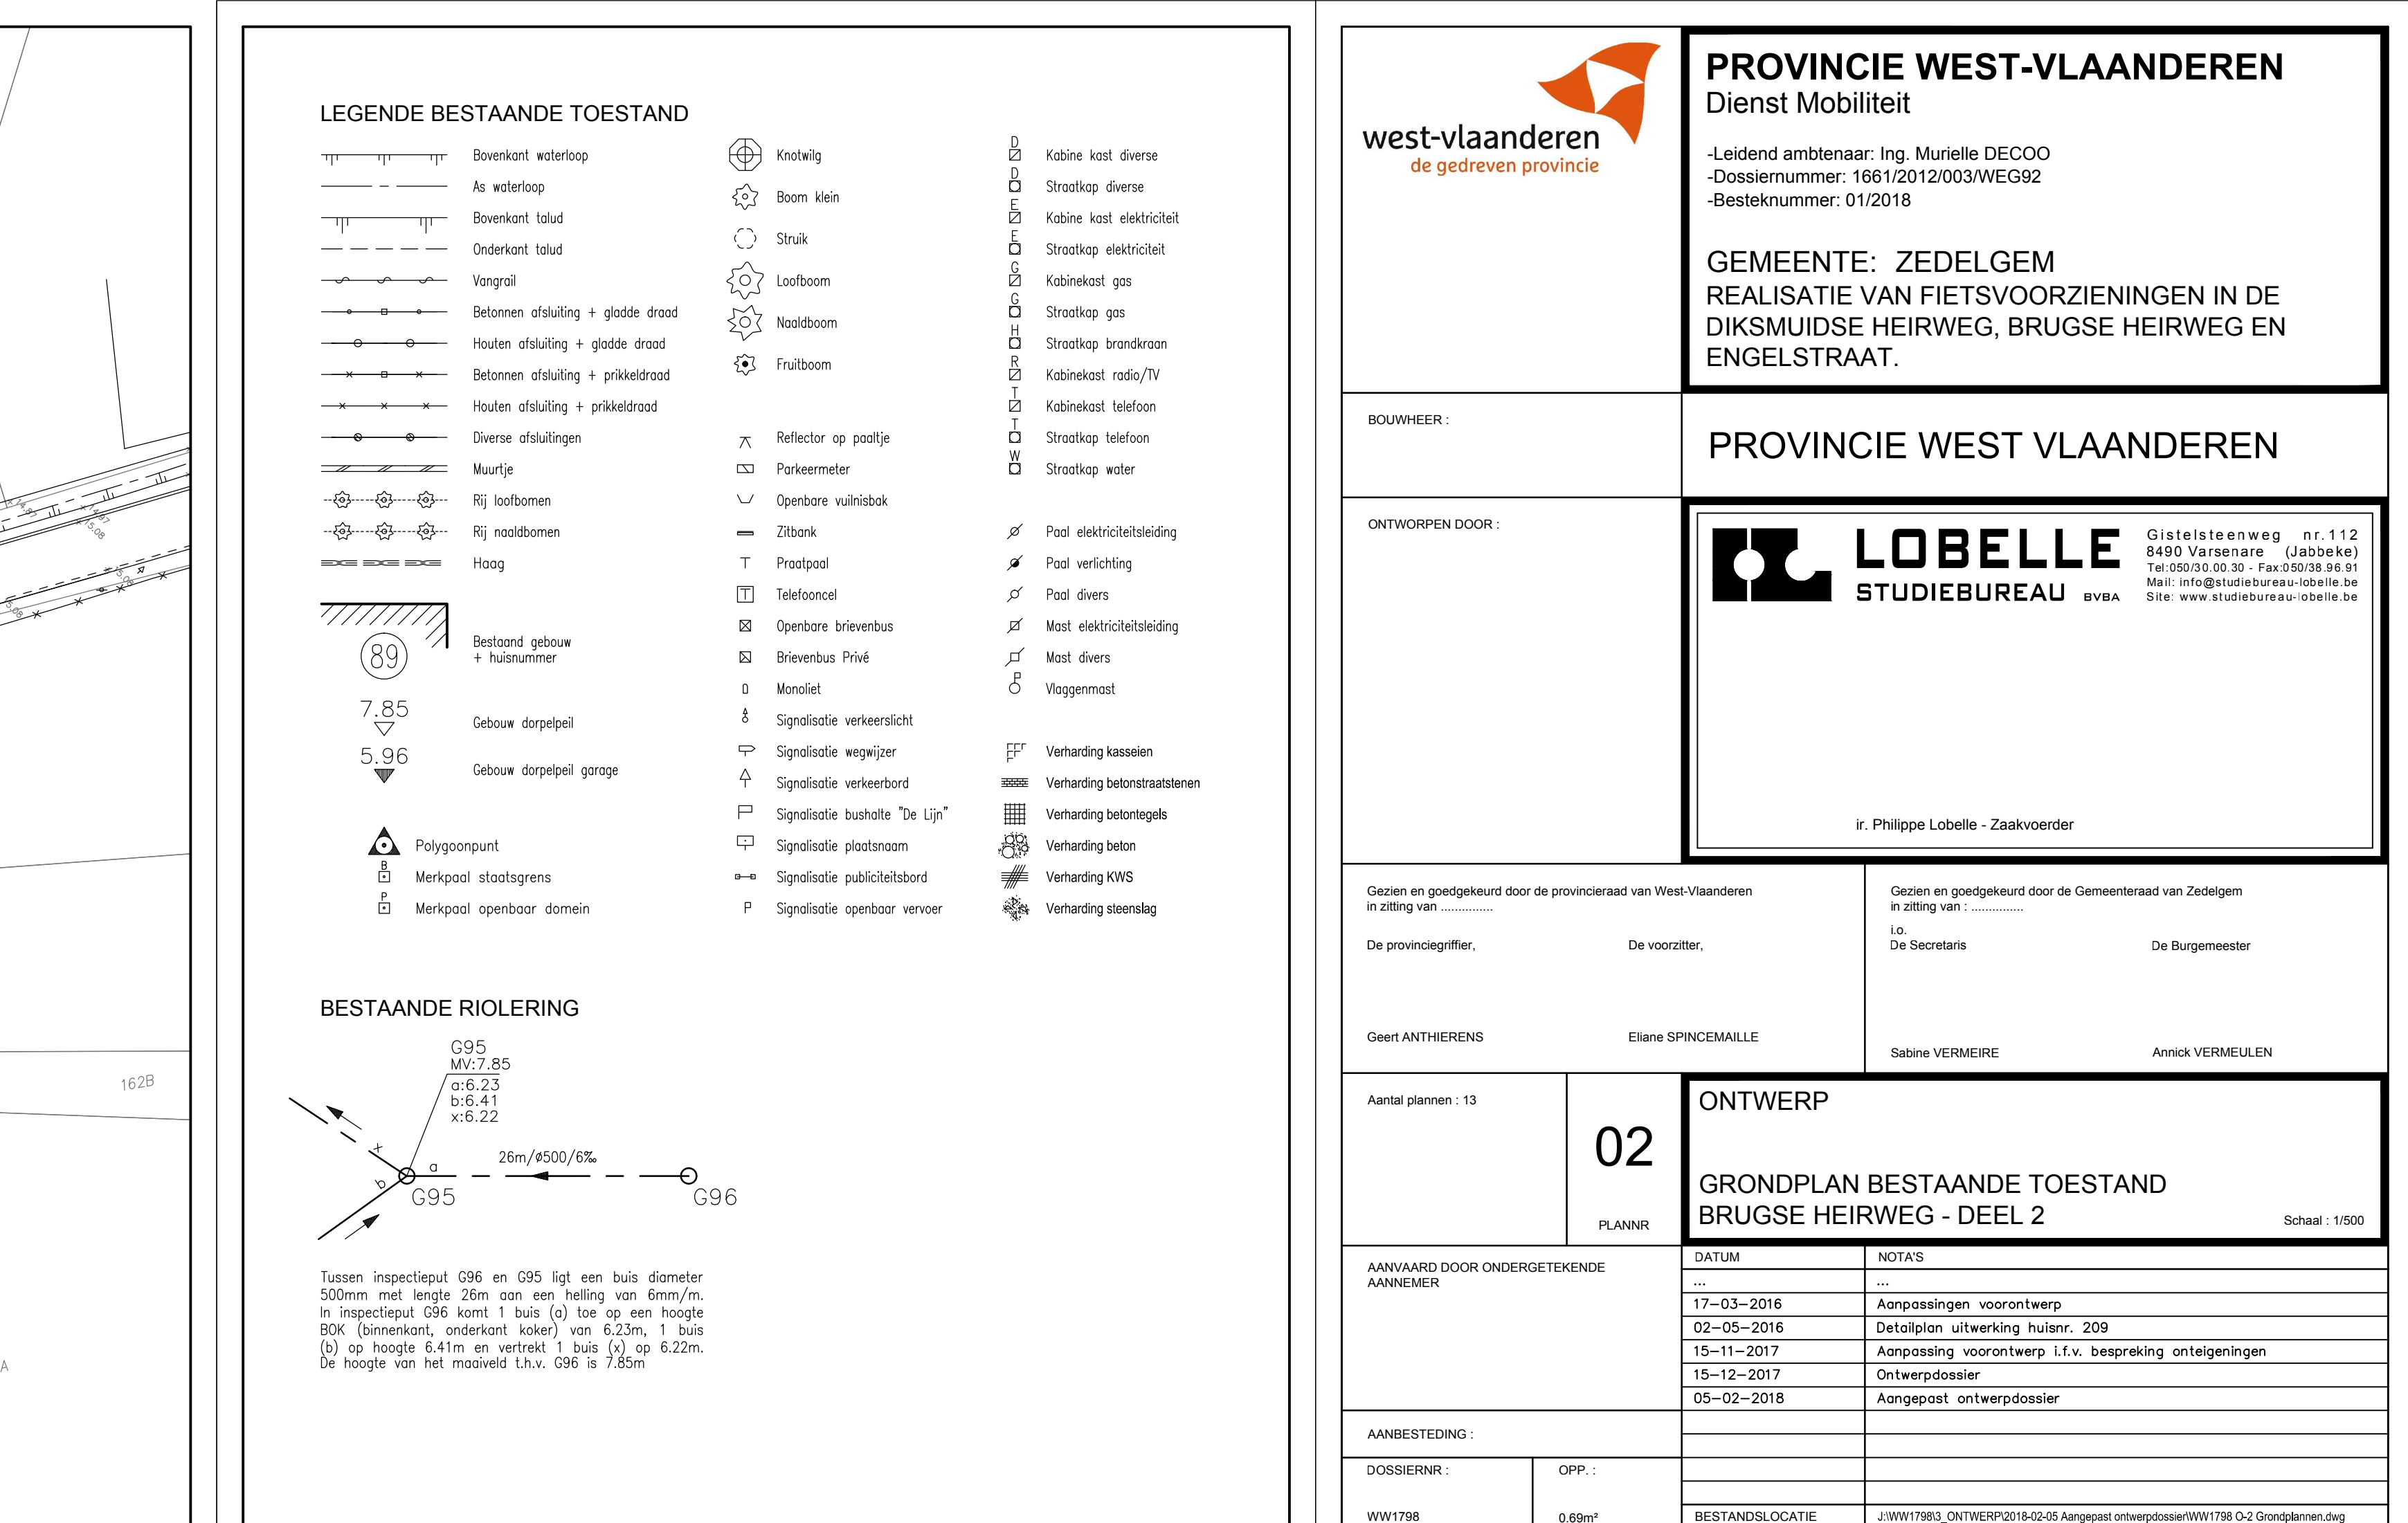 14.87
14.97
15.08
15.08
5.08
162B
A
LEGENDE BESTAANDE TOESTAND
Bovenkant waterloop
As waterloop
Bovenkant talud
Onderkant talud
Vangrail
Betonnen afsluiting + gladde draad
Houten afsluiting + gladde draad
Betonnen afsluiting + prikkeldraad
Houten afsluiting + prikkeldraad
Diverse afsluitingen
Muurtje
Rij loofbomen
Rij naaldbomen
Haag
89
Bestaand gebouw
+ huisnummer
7.85
Gebouw dorpelpeil
5.96
Gebouw dorpelpeil garage
Polygoonpunt
B
Merkpaal staatsgrens
P
Merkpaal openbaar domein
Knotwilg
Boom klein
Struik
Loofboom
Naaldboom
Fruitboom
Reflector op paaltje
Parkeermeter
Openbare vuilnisbak
Zitbank
T Praatpaal
T Telefooncel
Openbare brievenbus
Brievenbus Privé
Monoliet
Signalisatie verkeerslicht
Signalisatie wegwijzer
Signalisatie verkeerbord
Signalisatie bushalte "De Lijn"
Signalisatie plaatsnaam
Signalisatie publiciteitsbord
P Signalisatie openbaar vervoer
D
Kabine kast diverse
D
Straatkap diverse
E
Kabine kast elektriciteit
E
Straatkap elektriciteit
G
Kabinekast gas
G
Straatkap gas
H
Straatkap brandkraan
R
Kabinekast radio/TV
T
Kabinekast telefoon
T
Straatkap telefoon
W
Straatkap water
Paal elektriciteitsleiding
Paal verlichting
Paal divers
Mast elektriciteitsleiding
Mast divers
Vlaggenmast
Verharding kasseien
Verharding betonstraatstenen
Verharding betontegels
Verharding beton
Verharding KWS
Verharding steenslag
BESTAANDE RIOLERING
G95
MV:7.85
a:6.23
b:6.41
x:6.22
x
a
b
26m/ø500/6‰
G95
G96
Tussen inspectieput G96 en G95 ligt een buis diameter
500mm met lengte 26m aan een helling van 6mm/m.
In inspectieput G96 komt 1 buis (a) toe op een hoogte
BOK (binnenkant, onderkant koker) van 6.23m, 1 buis
(b) op hoogte 6.41m en vertrekt 1 buis (x) op 6.22m.
De hoogte van het maaiveld t.h.v. G96 is 7.85m
west-vlaanderen
de gedreven provincie
PROVINCIE WEST-VLAANDEREN
Dienst Mobiliteit
-Leidend ambtenaar: Ing. Murielle DECOO
-Dossiernummer: 1661/2012/003/WEG92
-Besteknummer: 01/2018
GEMEENTE: ZEDELGEM
REALISATIE VAN FIETSVOORZIENINGEN IN DE
DIKSMUIDSE HEIRWEG, BRUGSE HEIRWEG EN
ENGELSTRAAT.
BOUWHEER :
PROVINCIE WEST VLAANDEREN
ONTWORPEN DOOR :
LOBELLE
STUDIEBUREAU BVBA
Gistelsteenweg nr.112
8490 Varsenare (Jabbeke)
Tel:050/30.00.30 - Fax:050/38.96.91
Mail: info@studiebureau-lobelle.be
Site: www.studiebureau-lobelle.be
ir. Philippe Lobelle - Zaakvoerder
Gezien en goedgekeurd door de provincieraad van West-Vlaanderen
in zitting van ...............
De provinciegriffier, De voorzitter,
Geert ANTHIERENS Eliane SPINCEMAILLE
Gezien en goedgekeurd door de Gemeenteraad van Zedelgem
in zitting van : ...............
i.o.
De Secretaris De Burgemeester
Sabine VERMEIRE Annick VERMEULEN
Aantal plannen : 13
02
PLANNR
ONTWERP
GRONDPLAN BESTAANDE TOESTAND
BRUGSE HEIRWEG - DEEL 2
Schaal : 1/500
AANVAARD DOOR ONDERGETEKENDE
AANNEMER
DATUM NOTA'S
... ...
17-03-2016 Aanpassingen voorontwerp
02-05-2016 Detailplan uitwerking huisnr. 209
15-11-2017 Aanpassing voorontwerp i.f.v. bespreking onteigeningen
15-12-2017 Ontwerpdossier
05-02-2018 Aangepast ontwerpdossier
AANBESTEDING :
DOSSIERNR : OPP. :
WW1798 0.69m²
BESTANDSLOCATIE J:\WW1798\3_ONTWERP\2018-02-05 Aangepast ontwerpdossier\WW1798 O-2 Grondplannen.dwg